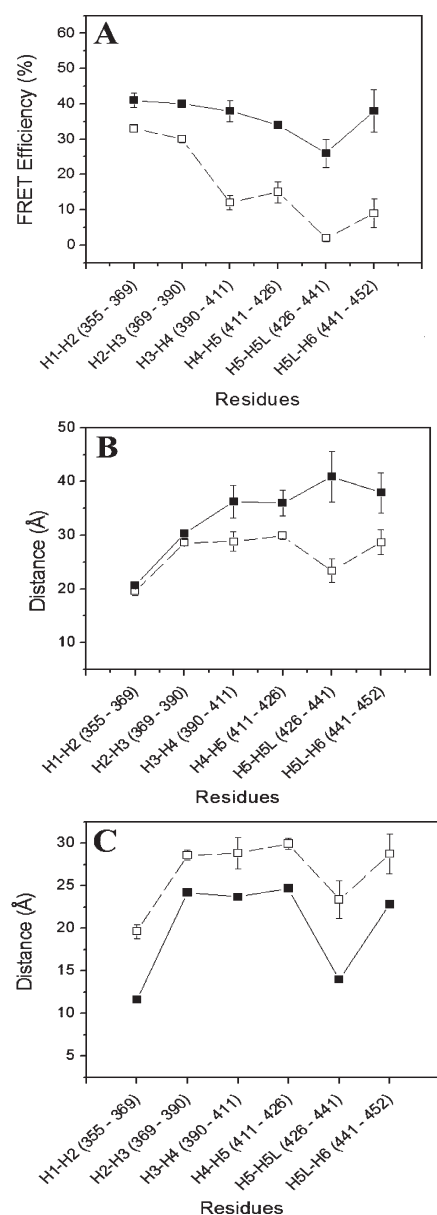 A
60
50
40
30
20
10
0
FRET Efficiency (%)
H1-H2 (355 - 369)
H2-H3 (369 - 390)
H3-H4 (390 - 411)
H4-H5 (411 - 426)
H5-H5L (426 - 441)
H5L-H6 (441 - 452)
Residues
B
50
40
30
20
10
Distance (Å)
H1-H2 (355 - 369)
H2-H3 (369 - 390)
H3-H4 (390 - 411)
H4-H5 (411 - 426)
H5-H5L (426 - 441)
H5L-H6 (441 - 452)
Residues
C
30
25
20
15
10
5
Distance (Å)
H1-H2 (355 - 369)
H2-H3 (369 - 390)
H3-H4 (390 - 411)
H4-H5 (411 - 426)
H5-H5L (426 - 441)
H5L-H6 (441 - 452)
Residues